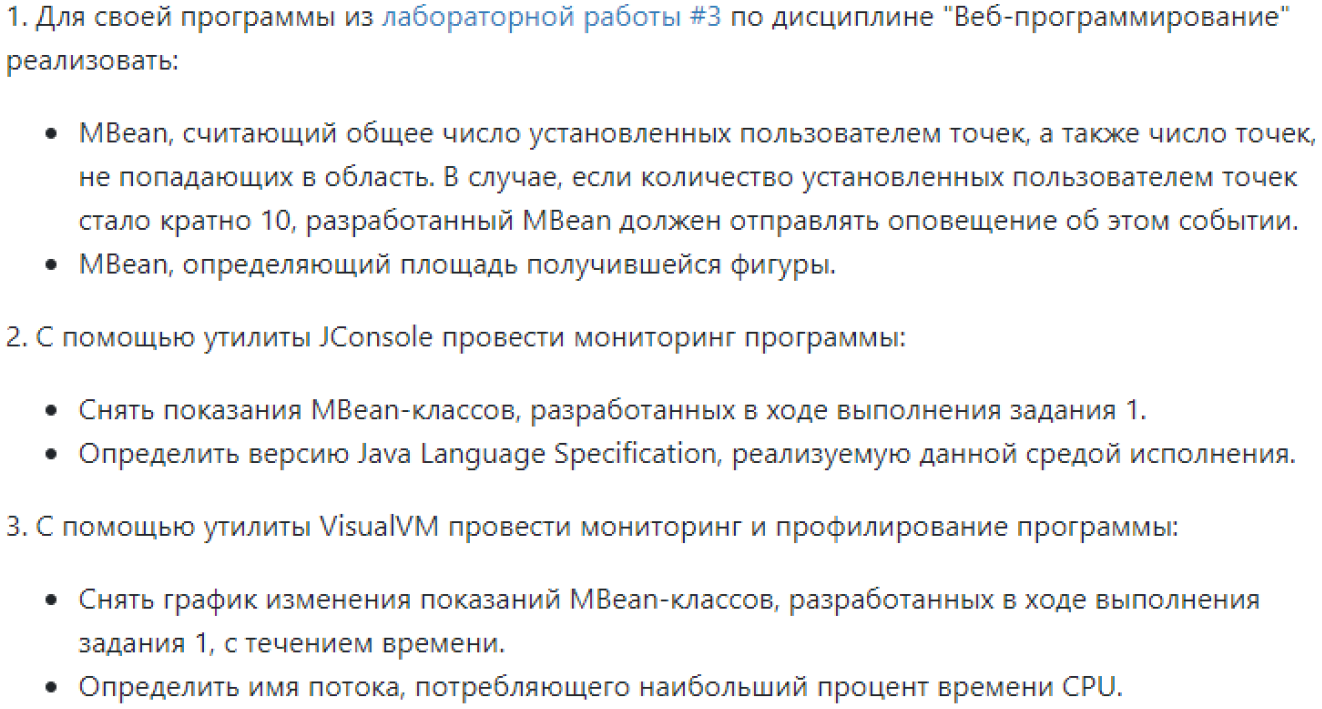 1. Для своей программы из лабораторной работы #3 по дисциплине "Веб-программирование"
реализовать:
• MBean, считающий общее число установленных пользователем точек, а также число точек,
не попадающих в область. В случае, если количество установленных пользователем точек
стало кратно 10, разработанный MBean должен отправлять оповещение об этом событии.
• MBean, определяющий площадь получившейся фигуры.
2. С помощью утилиты JConsole провести мониторинг программы:
• Снять показания MBean-классов, разработанных в ходе выполнения задания 1.
• Определить версию Java Language Specification, реализуемую данной средой исполнения.
3. С помощью утилиты VisualVM провести мониторинг и профилирование программы:
• Снять график изменения показаний MBean-классов, разработанных в ходе выполнения
задания 1, с течением времени.
• Определить имя потока, потребляющего наибольший процент времени CPU.